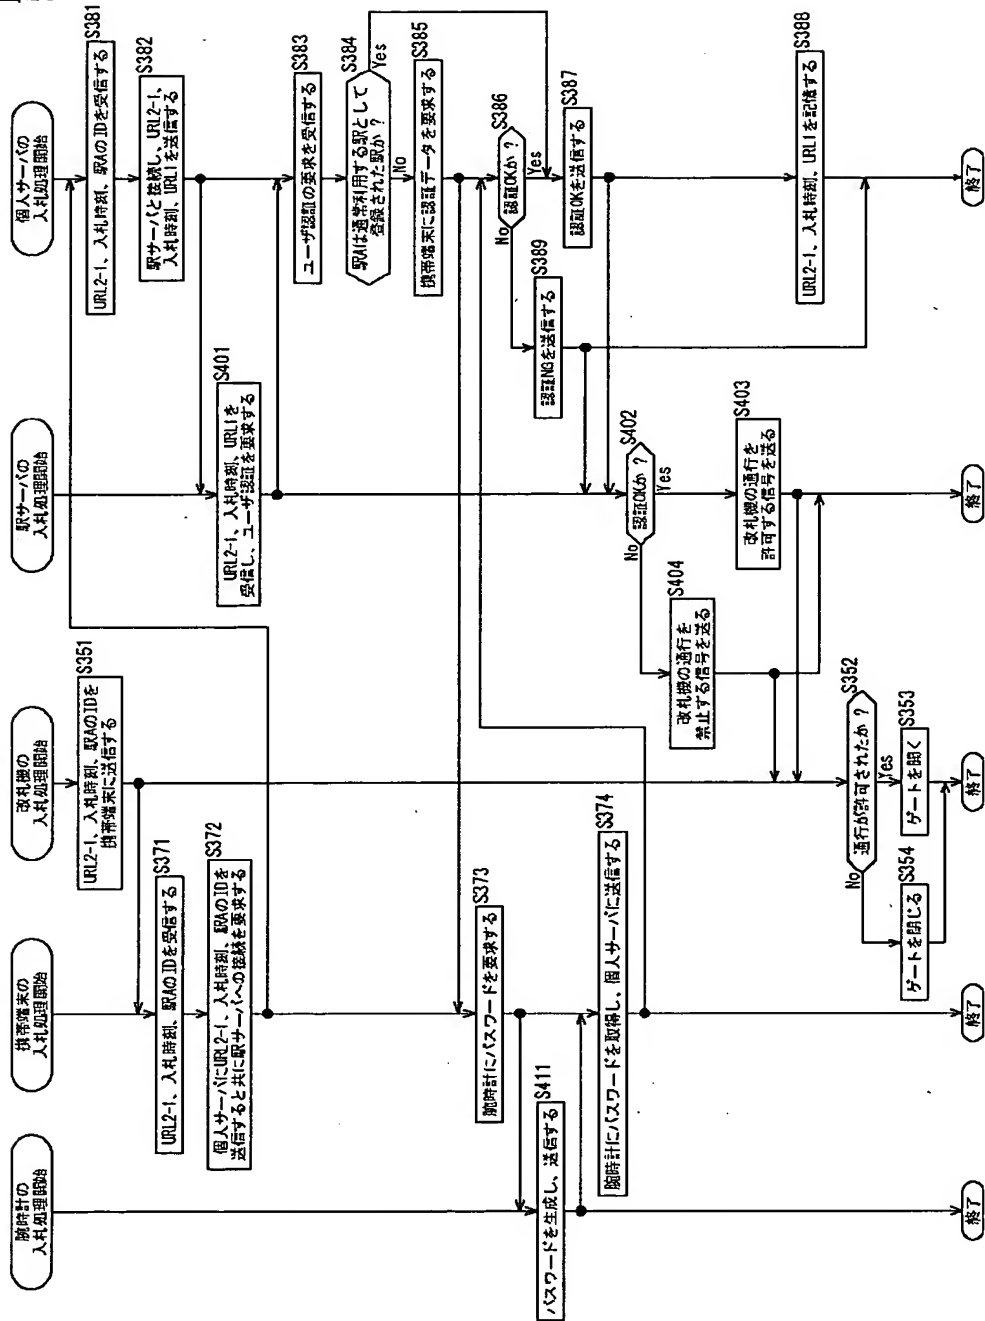 腕時計の
入札処理開始
携帯端末の
入札処理開始
改札機の
入札処理開始
駅サーバの
入札処理開始
個人サーバの
入札処理開始
S351
URL2-1、入札時刻、駅AのIDを
携帯端末に送信する
S371
URL2-1、入札時刻、駅AのIDを受信する
S372
個人サーバにURL2-1、入札時刻、駅AのIDを
送信すると共に駅サーバへの接続を要求する
S381
URL2-1、入札時刻、駅AのIDを受信する
S382
駅サーバと接続し、URL2-1、
入札時刻、URL1を送信する
S401
URL2-1、入札時刻、URL1を
受信し、ユーザ認証を要求する
S383
ユーザ認証の要求を受信する
S384
駅Aは通常利用する駅として
登録された駅か?
Yes
No
S385
携帯端末に認証データを要求する
S373
腕時計にパスワードを要求する
S411
パスワードを生成し、送信する
S374
腕時計にパスワードを取得し、個人サーバに送信する
S386
認証OKか?
No
Yes
S387
認証OKを送信する
S389
認証NGを送信する
S402
認証OKか?
No
Yes
S403
改札機の通行を
許可する信号を送る
S404
改札機の通行を
禁止する信号を送る
S388
URL2-1、入札時刻、URL1を記憶する
S352
通行が許可されたか?
No
Yes
S353
ゲートを開く
S354
ゲートを閉じる
終了
終了
終了
終了
終了